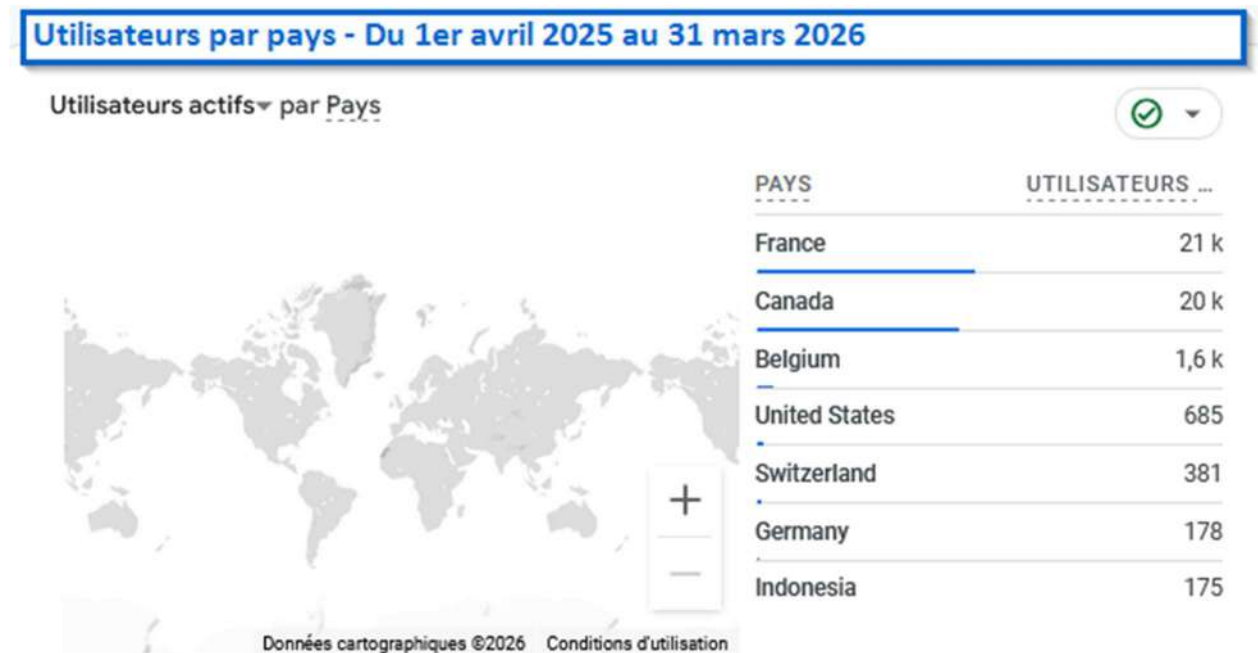 Utilisateurs par pays - Du 1er avril 2025 au 31 mars 2026
Utilisateurs actifs par Pays
PAYS UTILISATEURS ...
France 21 k
Canada 20 k
Belgium 1,6 k
United States 685
Switzerland 381
Germany 178
Indonesia 175
+
−
Données cartographiques ©2026 Conditions d'utilisation